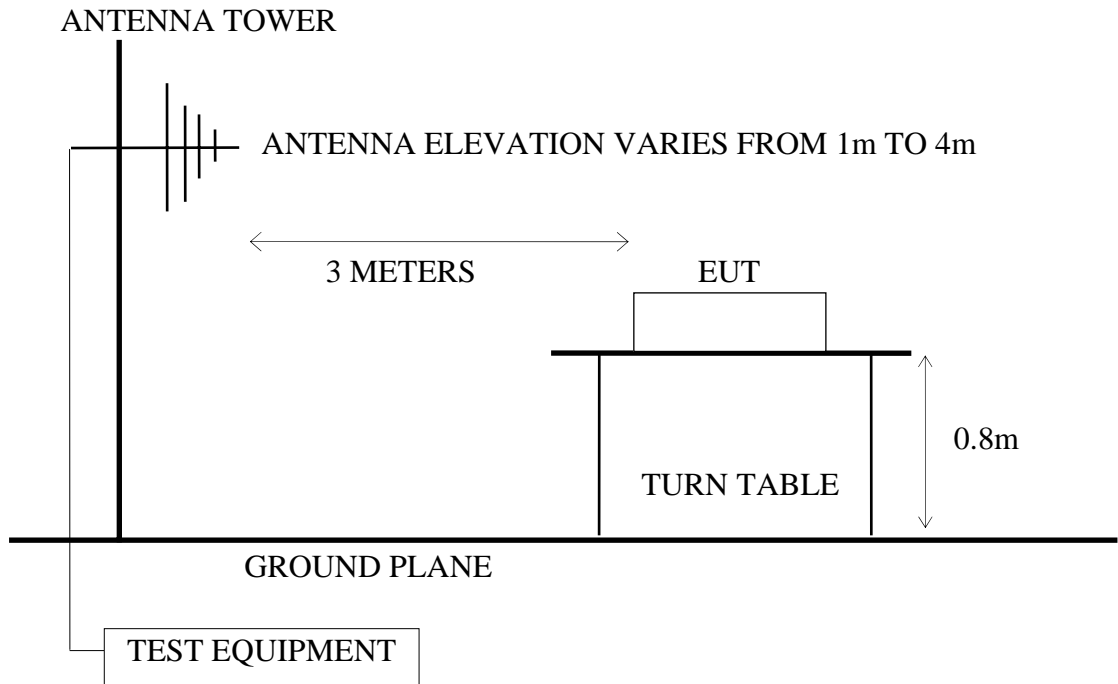 ANTENNA TOWER
ANTENNA ELEVATION VARIES FROM 1m TO 4m
3 METERS
EUT
0.8m
TURN TABLE
GROUND PLANE
TEST EQUIPMENT